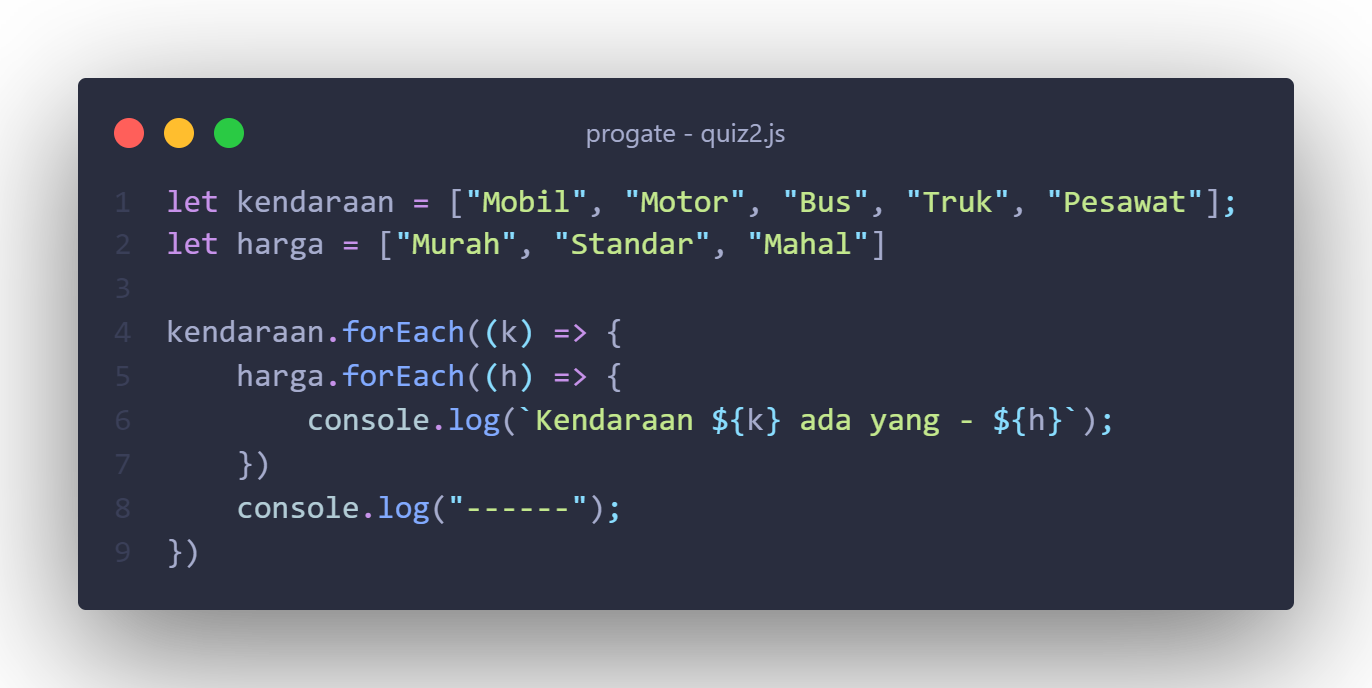 progate - quiz2.js
1 let kendaraan = ["Mobil", "Motor", "Bus", "Truk", "Pesawat"];
2 let harga = ["Murah", "Standar", "Mahal"]
3
4 kendaraan.forEach((k) => {
5     harga.forEach((h) => {
6         console.log(`Kendaraan ${k} ada yang - ${h}`);
7     })
8     console.log("------");
9 })